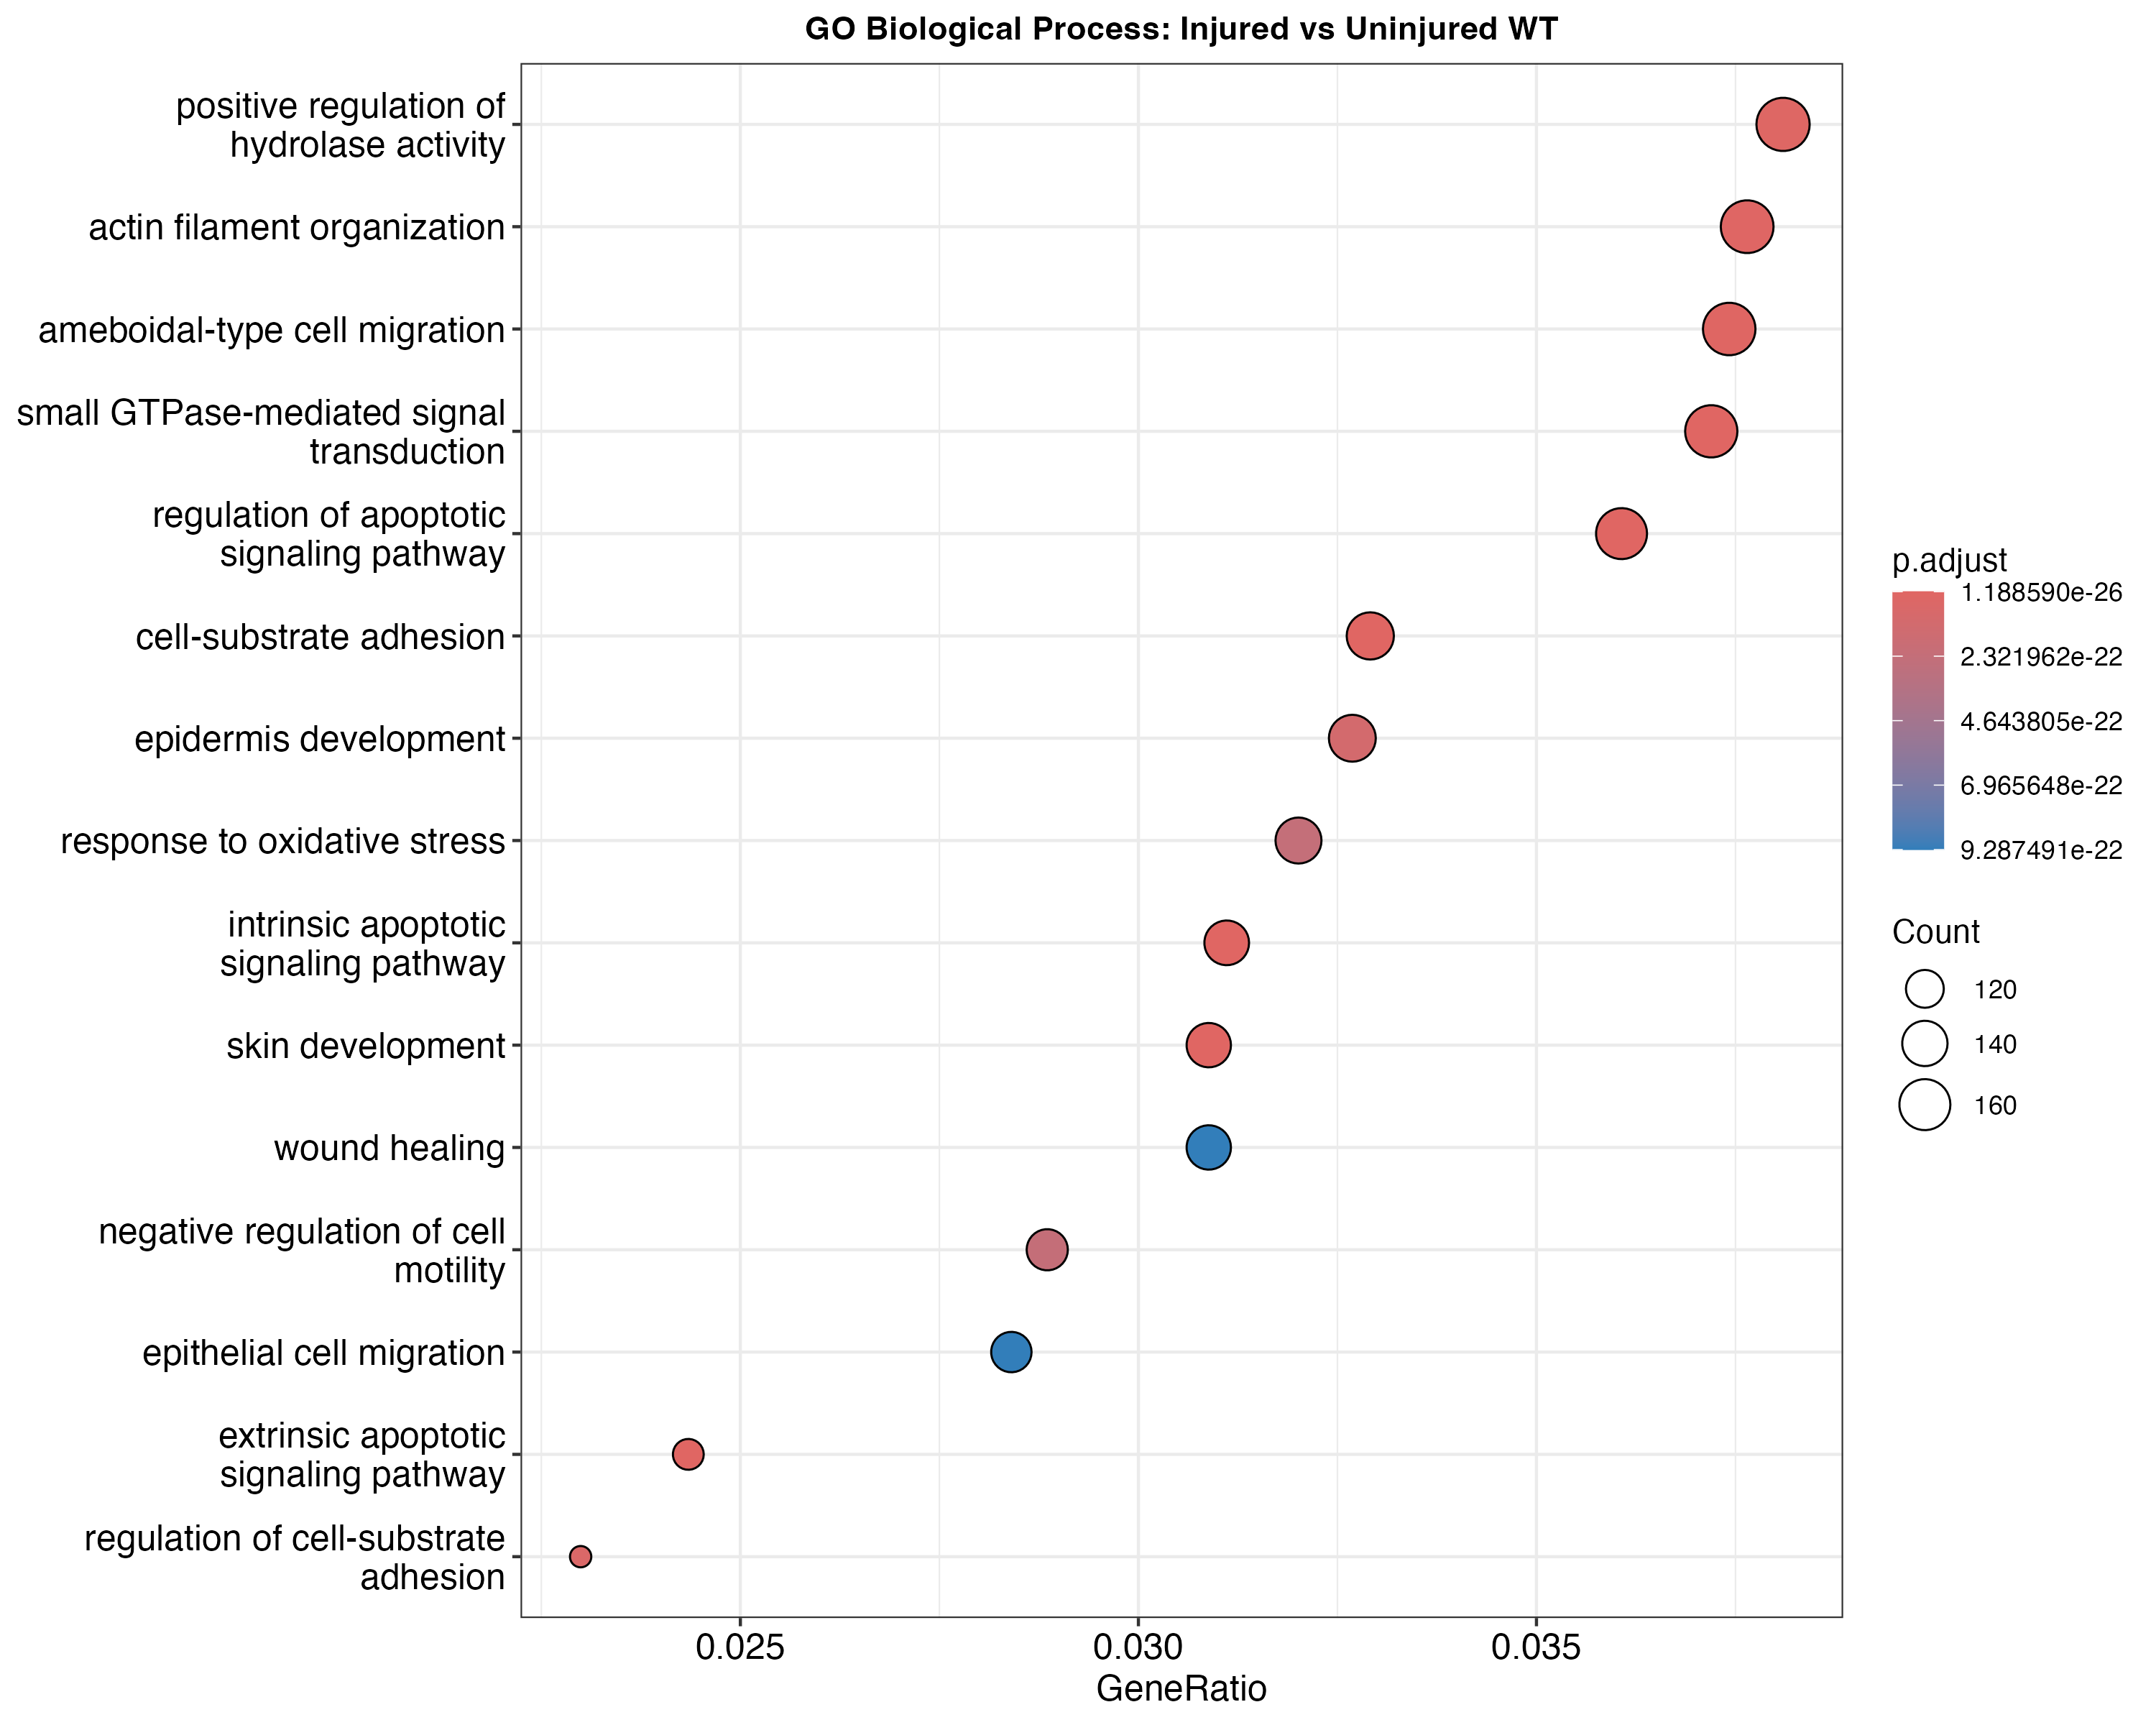 GO Biological Process: Injured vs Uninjured WT
positive regulation of
hydrolase activity
actin filament organization
ameboidal-type cell migration
small GTPase-mediated signal
transduction
regulation of apoptotic
signaling pathway
cell-substrate adhesion
epidermis development
response to oxidative stress
intrinsic apoptotic
signaling pathway
skin development
wound healing
negative regulation of cell
motility
epithelial cell migration
extrinsic apoptotic
signaling pathway
regulation of cell-substrate
adhesion
0.025
0.030
0.035
GeneRatio
p.adjust
1.188590e-26
2.321962e-22
4.643805e-22
6.965648e-22
9.287491e-22
Count
120
140
160